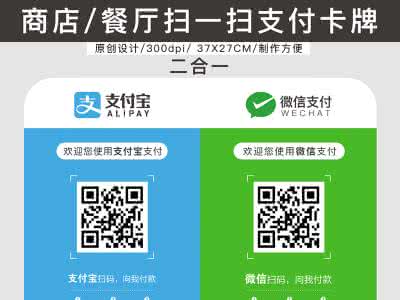 商店/餐厅扫一扫支付卡牌
原创设计/300dpi/ 37X27CM/制作方便
二合一
支付宝
ALIPAY
微信支付
WECHAT
欢迎您使用支付宝支付
欢迎您使用微信支付
支付宝扫码，向我付款
微信扫码，向我付款